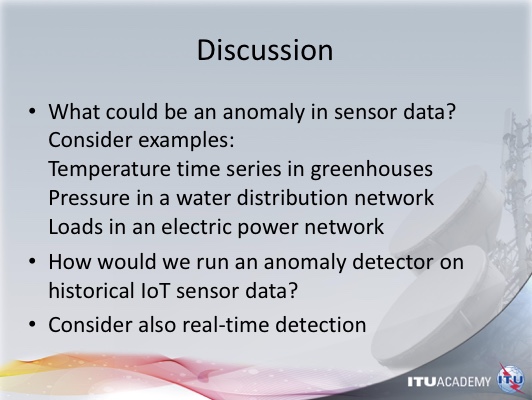 Discussion
• What could be an anomaly in sensor data?
Consider examples:
Temperature time series in greenhouses
Pressure in a water distribution network
Loads in an electric power network
• How would we run an anomaly detector on
historical IoT sensor data?
• Consider also real-time detection
ITUACADEMY ITU